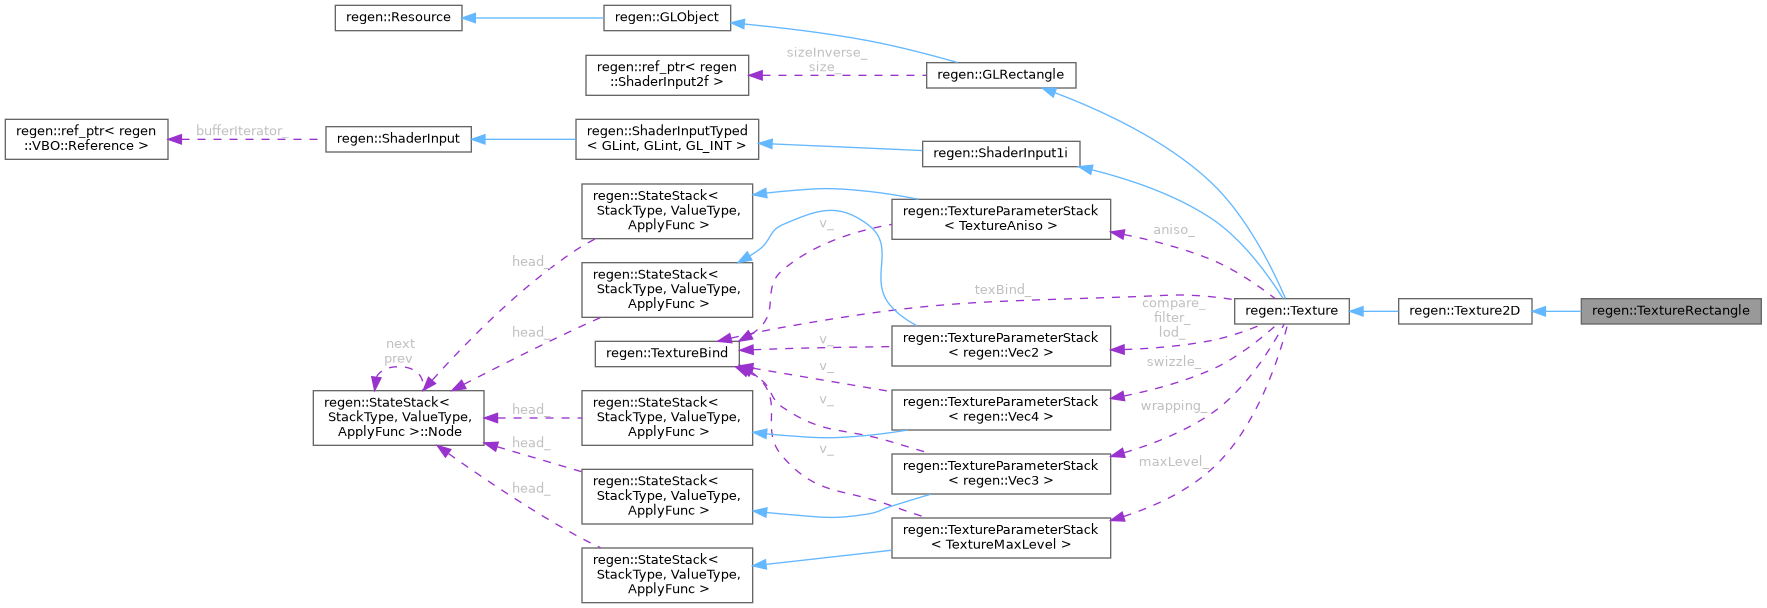 regen::Resource
regen::GLObject
sizeInverse_
size_
regen::ref_ptr< regen
::ShaderInput2f >
regen::GLRectangle
regen::ref_ptr< regen
::VBO::Reference >
bufferIterator_
regen::ShaderInput
regen::ShaderInputTyped
< GLint, GLint, GL_INT >
regen::ShaderInput1i
regen::StateStack<
StackType, ValueType,
ApplyFunc >
regen::TextureParameterStack
< TextureAniso >
v_
aniso_
head_
regen::StateStack<
StackType, ValueType,
ApplyFunc >
texBind_
compare_
filter_
lod_
regen::Texture
regen::Texture2D
regen::TextureRectangle
head_
next
prev
regen::TextureBind
v_
regen::TextureParameterStack
< regen::Vec2 >
v_
swizzle_
regen::StateStack<
StackType, ValueType,
ApplyFunc >::Node
head_
regen::StateStack<
StackType, ValueType,
ApplyFunc >
v_
regen::TextureParameterStack
< regen::Vec4 >
wrapping_
head_
v_
regen::TextureParameterStack
< regen::Vec3 >
maxLevel_
head_
regen::StateStack<
StackType, ValueType,
ApplyFunc >
regen::TextureParameterStack
< TextureMaxLevel >
regen::StateStack<
StackType, ValueType,
ApplyFunc >